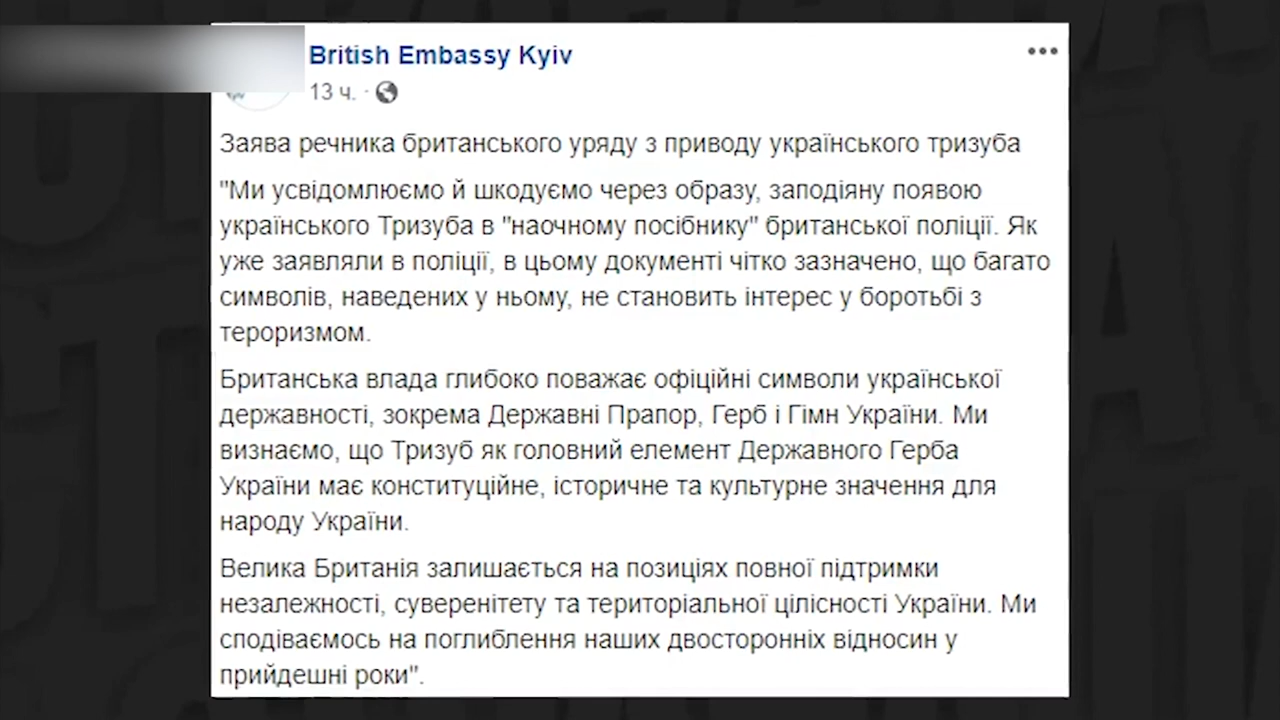 British Embassy Kyiv
13 ч. ·
Заява речника британського уряду з приводу українського тризуба
"Ми усвідомлюємо й шкодуємо через образу, заподіяну появою
українського Тризуба в "наочному посібнику" британської поліції. Як
уже заявляли в поліції, в цьому документі чітко зазначено, що багато
символів, наведених у ньому, не становить інтерес у боротьбі з
тероризмом.
Британська влада глибоко поважає офіційні символи української
державності, зокрема Державні Прапор, Герб і Гімн України. Ми
визнаємо, що Тризуб як головний елемент Державного Герба
України має конституційне, історичне та культурне значення для
народу України.
Велика Британія залишається на позиціях повної підтримки
незалежності, суверенітету та територіальної цілісності України. Ми
сподіваємось на поглиблення наших двосторонніх відносин у
прийдешні роки".